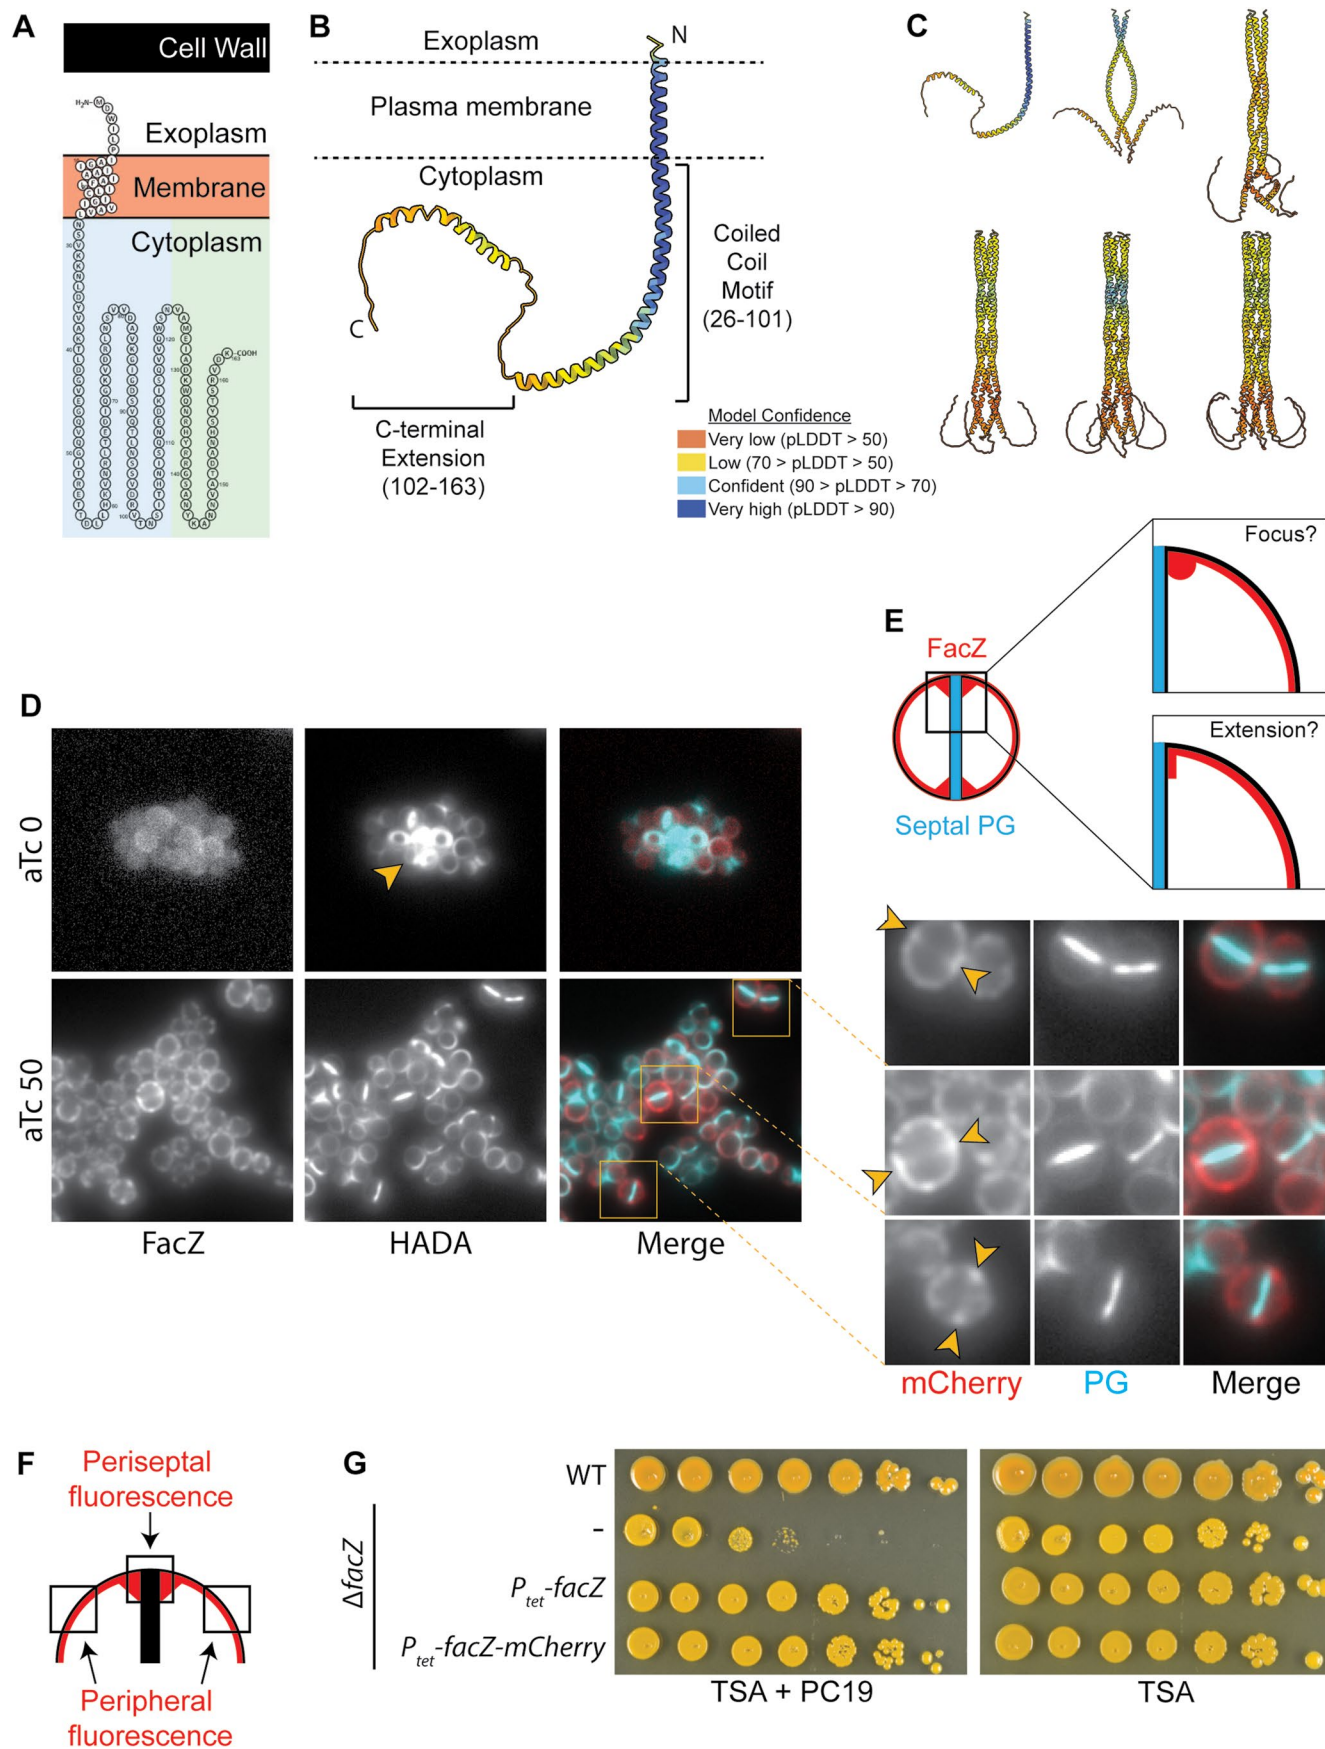 A
Cell Wall
H₂N
Exoplasm
Membrane
Cytoplasm
COOH
B
Exoplasm
N
Plasma membrane
Cytoplasm
C
Coiled
Coil
Motif
(26-101)
C-terminal
Extension
(102-163)
Model Confidence
Very low (pLDDT > 50)
Low (70 > pLDDT > 50)
Confident (90 > pLDDT > 70)
Very high (pLDDT > 90)
C
D
aTc 0
aTc 50
FacZ
HADA
Merge
E
FacZ
Septal PG
Focus?
Extension?
mCherry
PG
Merge
F
Periseptal
fluorescence
Peripheral
fluorescence
G
WT
-
ΔfacZ
Ptet-facZ
Ptet-facZ-mCherry
TSA + PC19
TSA